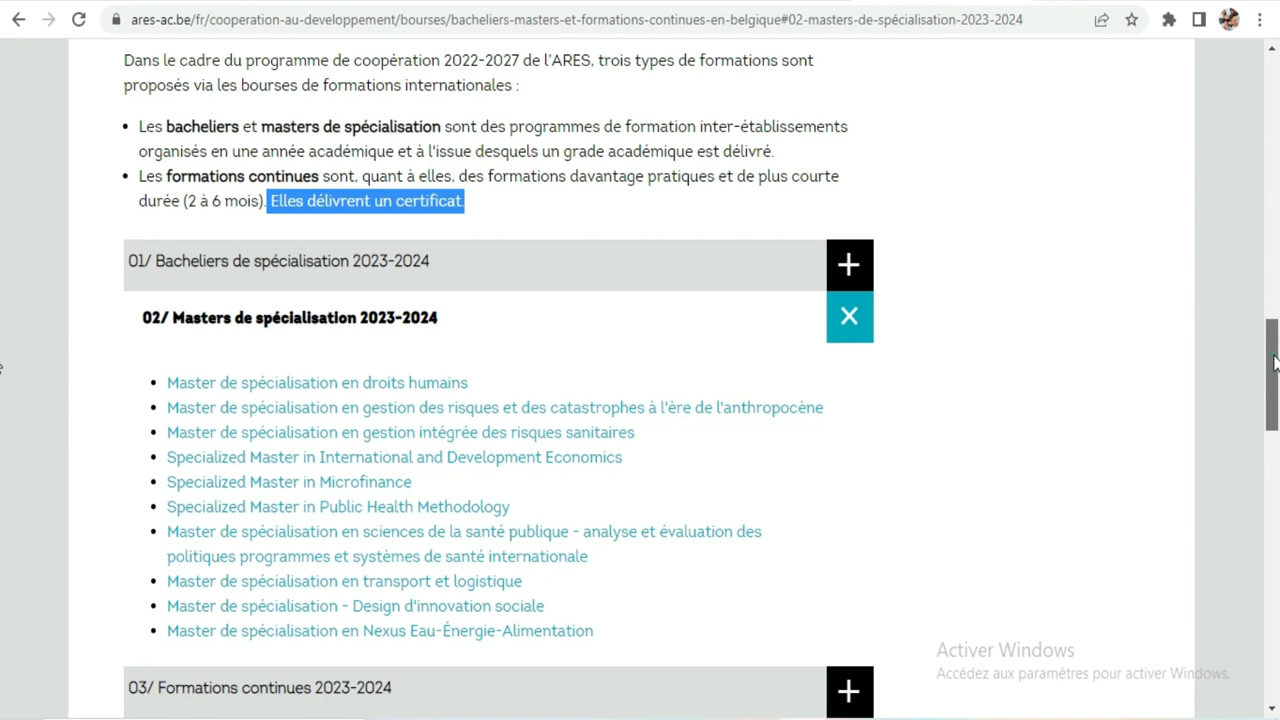 ares-ac.be/fr/cooperation-au-developpement/bourses/bacheliers-masters-et-formations-continues-en-belgique#02-masters-de-spécialisation-2023-2024
Dans le cadre du programme de coopération 2022-2027 de l'ARES, trois types de formations sont
proposés via les bourses de formations internationales :
• Les bacheliers et masters de spécialisation sont des programmes de formation inter-établissements
organisés en une année académique et à l'issue desquels un grade académique est délivré.
• Les formations continues sont, quant à elles, des formations davantage pratiques et de plus courte
durée (2 à 6 mois). Elles délivrent un certificat.
01/ Bacheliers de spécialisation 2023-2024
02/ Masters de spécialisation 2023-2024
• Master de spécialisation en droits humains
• Master de spécialisation en gestion des risques et des catastrophes à l'ère de l'anthropocène
• Master de spécialisation en gestion intégrée des risques sanitaires
• Specialized Master in International and Development Economics
• Specialized Master in Microfinance
• Specialized Master in Public Health Methodology
• Master de spécialisation en sciences de la santé publique - analyse et évaluation des
politiques programmes et systèmes de santé internationale
• Master de spécialisation en transport et logistique
• Master de spécialisation - Design d'innovation sociale
• Master de spécialisation en Nexus Eau-Énergie-Alimentation
03/ Formations continues 2023-2024
Activer Windows
Accédez aux paramètres pour activer Windows.